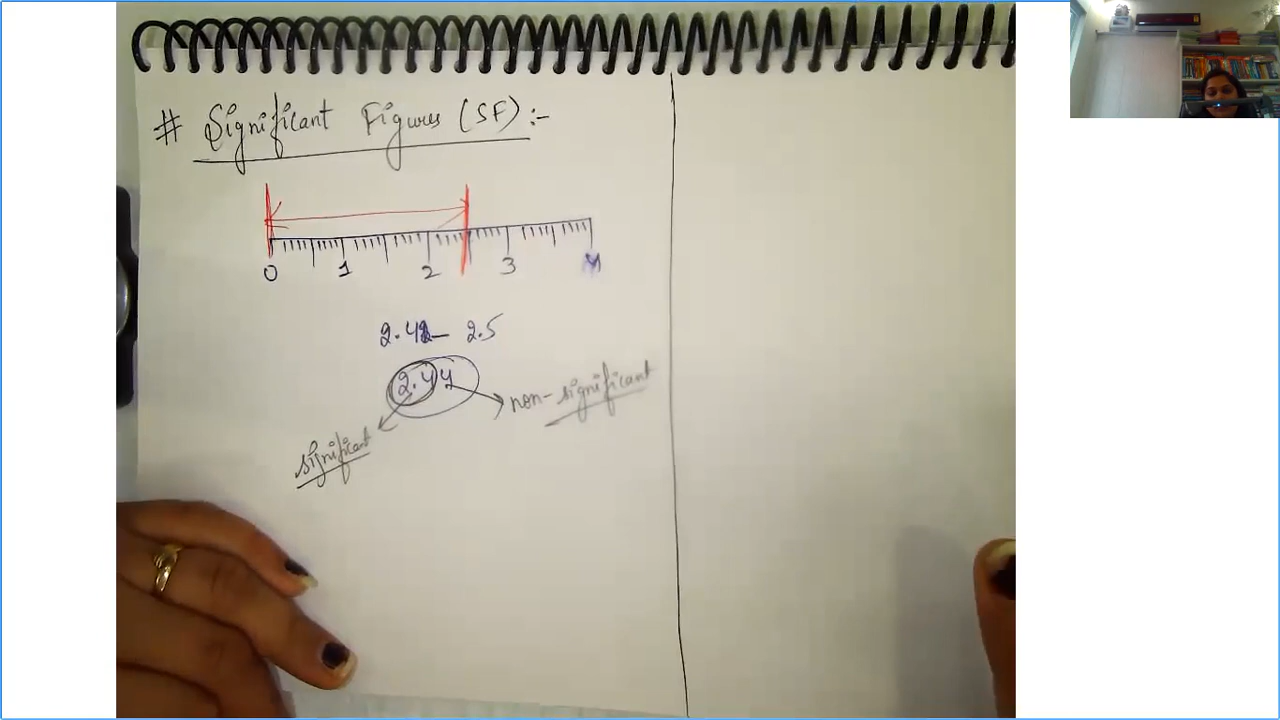 # Significant Figures (SF):-
0 1 2 3 4
2.42 - 2.5
2.44
non-significant
significant